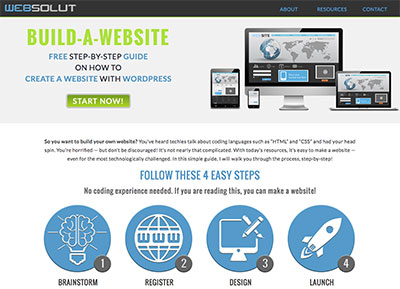 WEBSOLUT
ABOUT RESOURCES CONTACT
BUILD-A-WEBSITE
FREE STEP-BY-STEP GUIDE
ON HOW TO
CREATE A WEBSITE WITH WORDPRESS
START NOW!
So you want to build your own website? You've heard techies talk about coding languages such as "HTML" and "CSS" and had your head
spin. You're horrified — but don't be discouraged! It's not nearly that complicated. With today's resources, it's easy to make a website —
even for the most technologically challenged. In this simple guide, I will walk you through the process, step-by-step!
FOLLOW THESE 4 EASY STEPS
No coding experience needed. If you are reading this, you can make a website!
WWW
1 2 3 4
BRAINSTORM REGISTER DESIGN LAUNCH